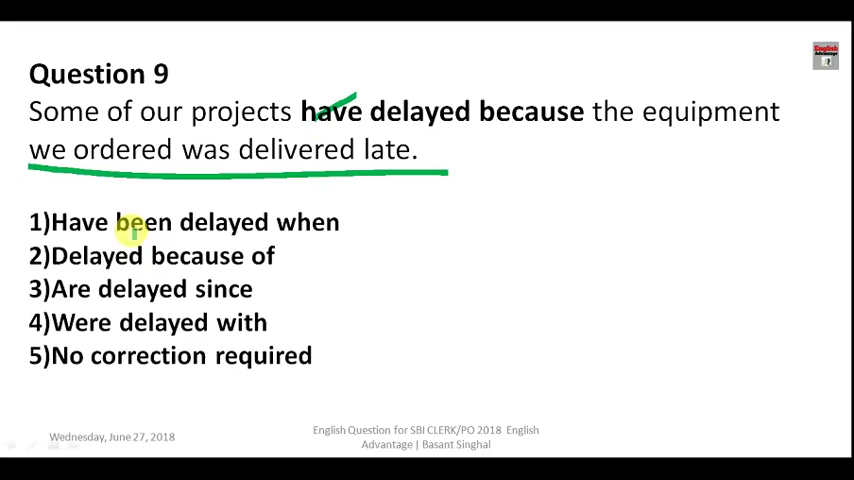 English
Advantage
Question 9
Some of our projects have delayed because the equipment
we ordered was delivered late.
1)Have been delayed when
2)Delayed because of
3)Are delayed since
4)Were delayed with
5)No correction required
Wednesday, June 27, 2018
English Question for SBI CLERK/PO 2018 English
Advantage | Basant Singhal